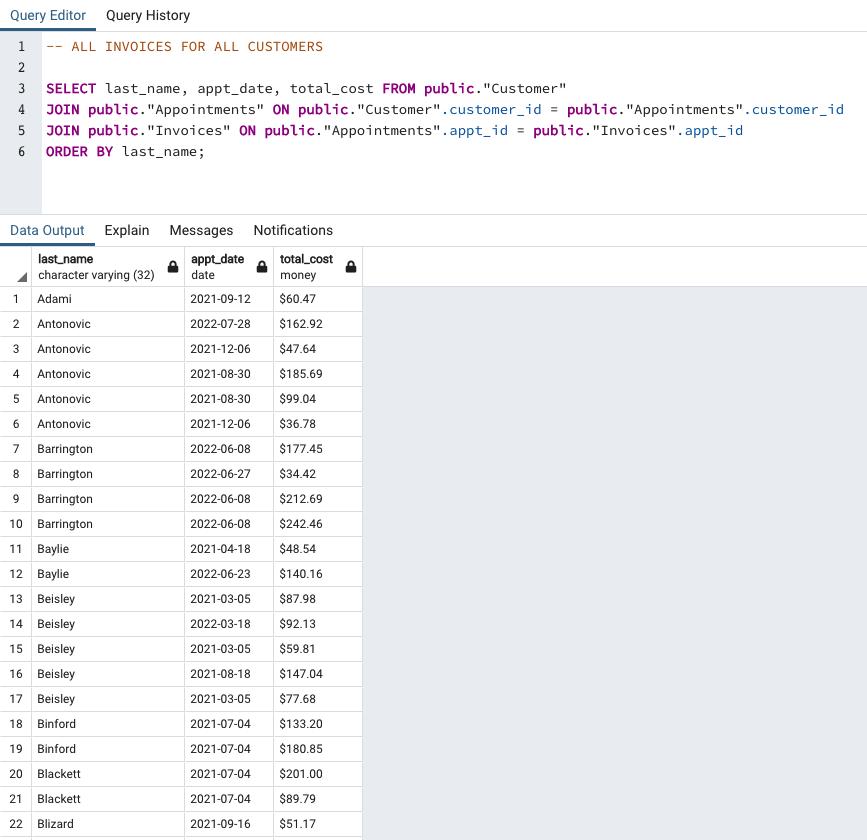 Query Editor Query History
1 -- ALL INVOICES FOR ALL CUSTOMERS
2
3 SELECT last_name, appt_date, total_cost FROM public."Customer"
4 JOIN public."Appointments" ON public."Customer".customer_id = public."Appointments".customer_id
5 JOIN public."Invoices" ON public."Appointments".appt_id = public."Invoices".appt_id
6 ORDER BY last_name;
Data Output Explain Messages Notifications
last_name appt_date total_cost
character varying (32) date money
1 Adami 2021-09-12 $60.47
2 Antonovic 2022-07-28 $162.92
3 Antonovic 2021-12-06 $47.64
4 Antonovic 2021-08-30 $185.69
5 Antonovic 2021-08-30 $99.04
6 Antonovic 2021-12-06 $36.78
7 Barrington 2022-06-08 $177.45
8 Barrington 2022-06-27 $34.42
9 Barrington 2022-06-08 $212.69
10 Barrington 2022-06-08 $242.46
11 Baylie 2021-04-18 $48.54
12 Baylie 2022-06-23 $140.16
13 Beisley 2021-03-05 $87.98
14 Beisley 2022-03-18 $92.13
15 Beisley 2021-03-05 $59.81
16 Beisley 2021-08-18 $147.04
17 Beisley 2021-03-05 $77.68
18 Binford 2021-07-04 $133.20
19 Binford 2021-07-04 $180.85
20 Blackett 2021-07-04 $201.00
21 Blackett 2021-07-04 $89.79
22 Blizard 2021-09-16 $51.17